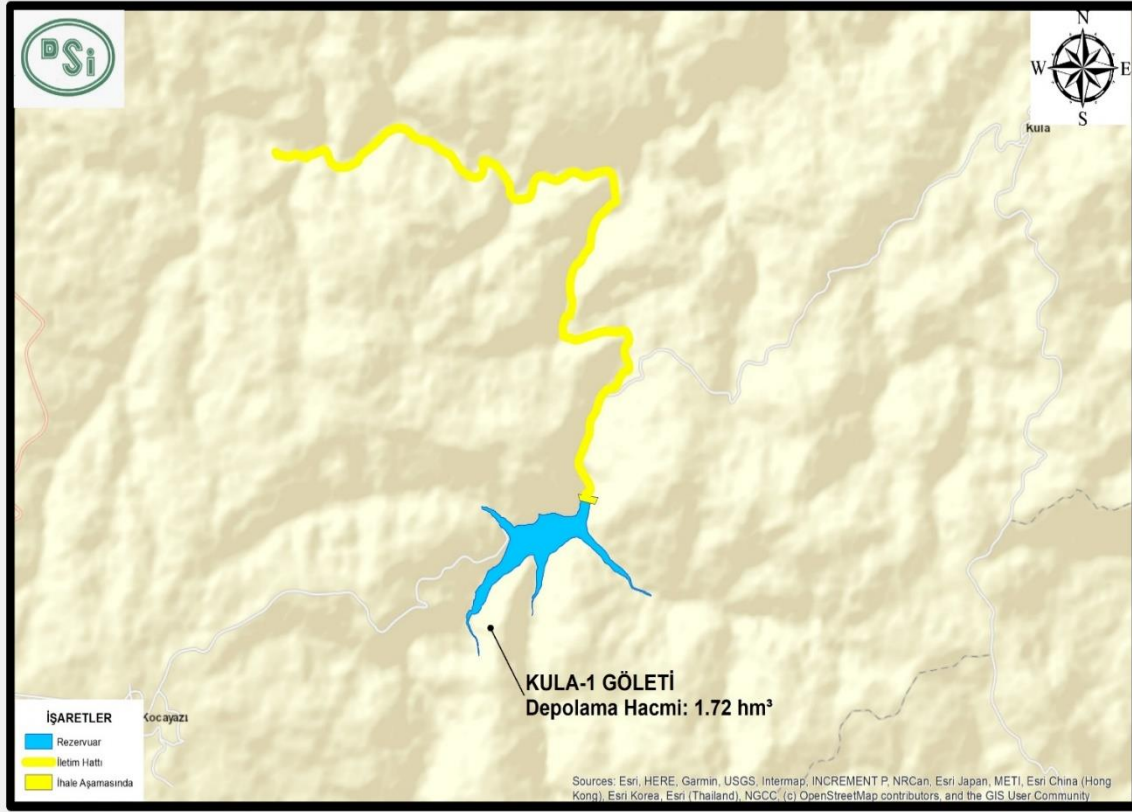 DSİ
N
W E
S
Kula
KULA-1 GÖLETİ
Depolama Hacmi: 1.72 hm³
Kocayazı
İŞARETLER
Rezervuar
İletim Hattı
İhale Aşamasında
Sources: Esri, HERE, Garmin, USGS, Intermap, INCREMENT P, NRCan, Esri Japan, METI, Esri China (Hong
Kong), Esri Korea, Esri (Thailand), NGCC, (c) OpenStreetMap contributors, and the GIS User Community